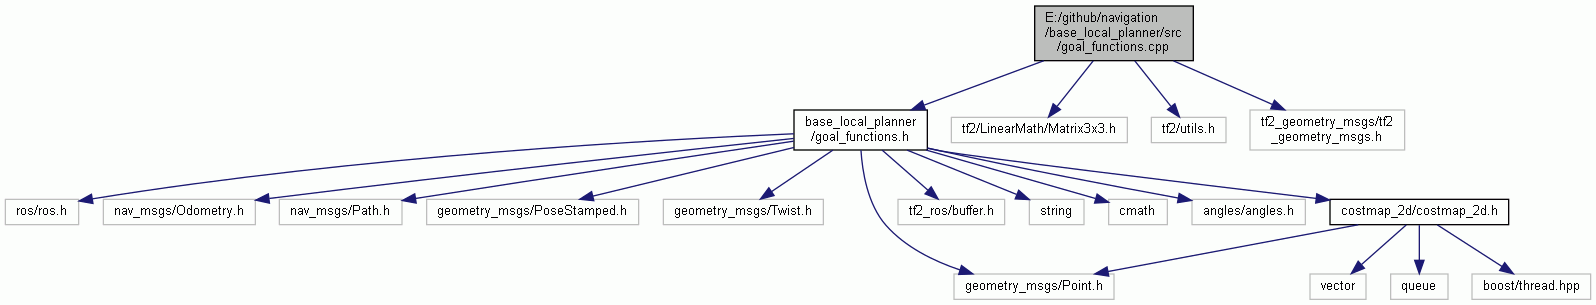 E:/github/navigation
/base_local_planner/src
/goal_functions.cpp
base_local_planner
/goal_functions.h
tf2/LinearMath/Matrix3x3.h
tf2/utils.h
tf2_geometry_msgs/tf2
_geometry_msgs.h
ros/ros.h
nav_msgs/Odometry.h
nav_msgs/Path.h
geometry_msgs/PoseStamped.h
geometry_msgs/Twist.h
tf2_ros/buffer.h
string
cmath
angles/angles.h
costmap_2d/costmap_2d.h
geometry_msgs/Point.h
vector
queue
boost/thread.hpp